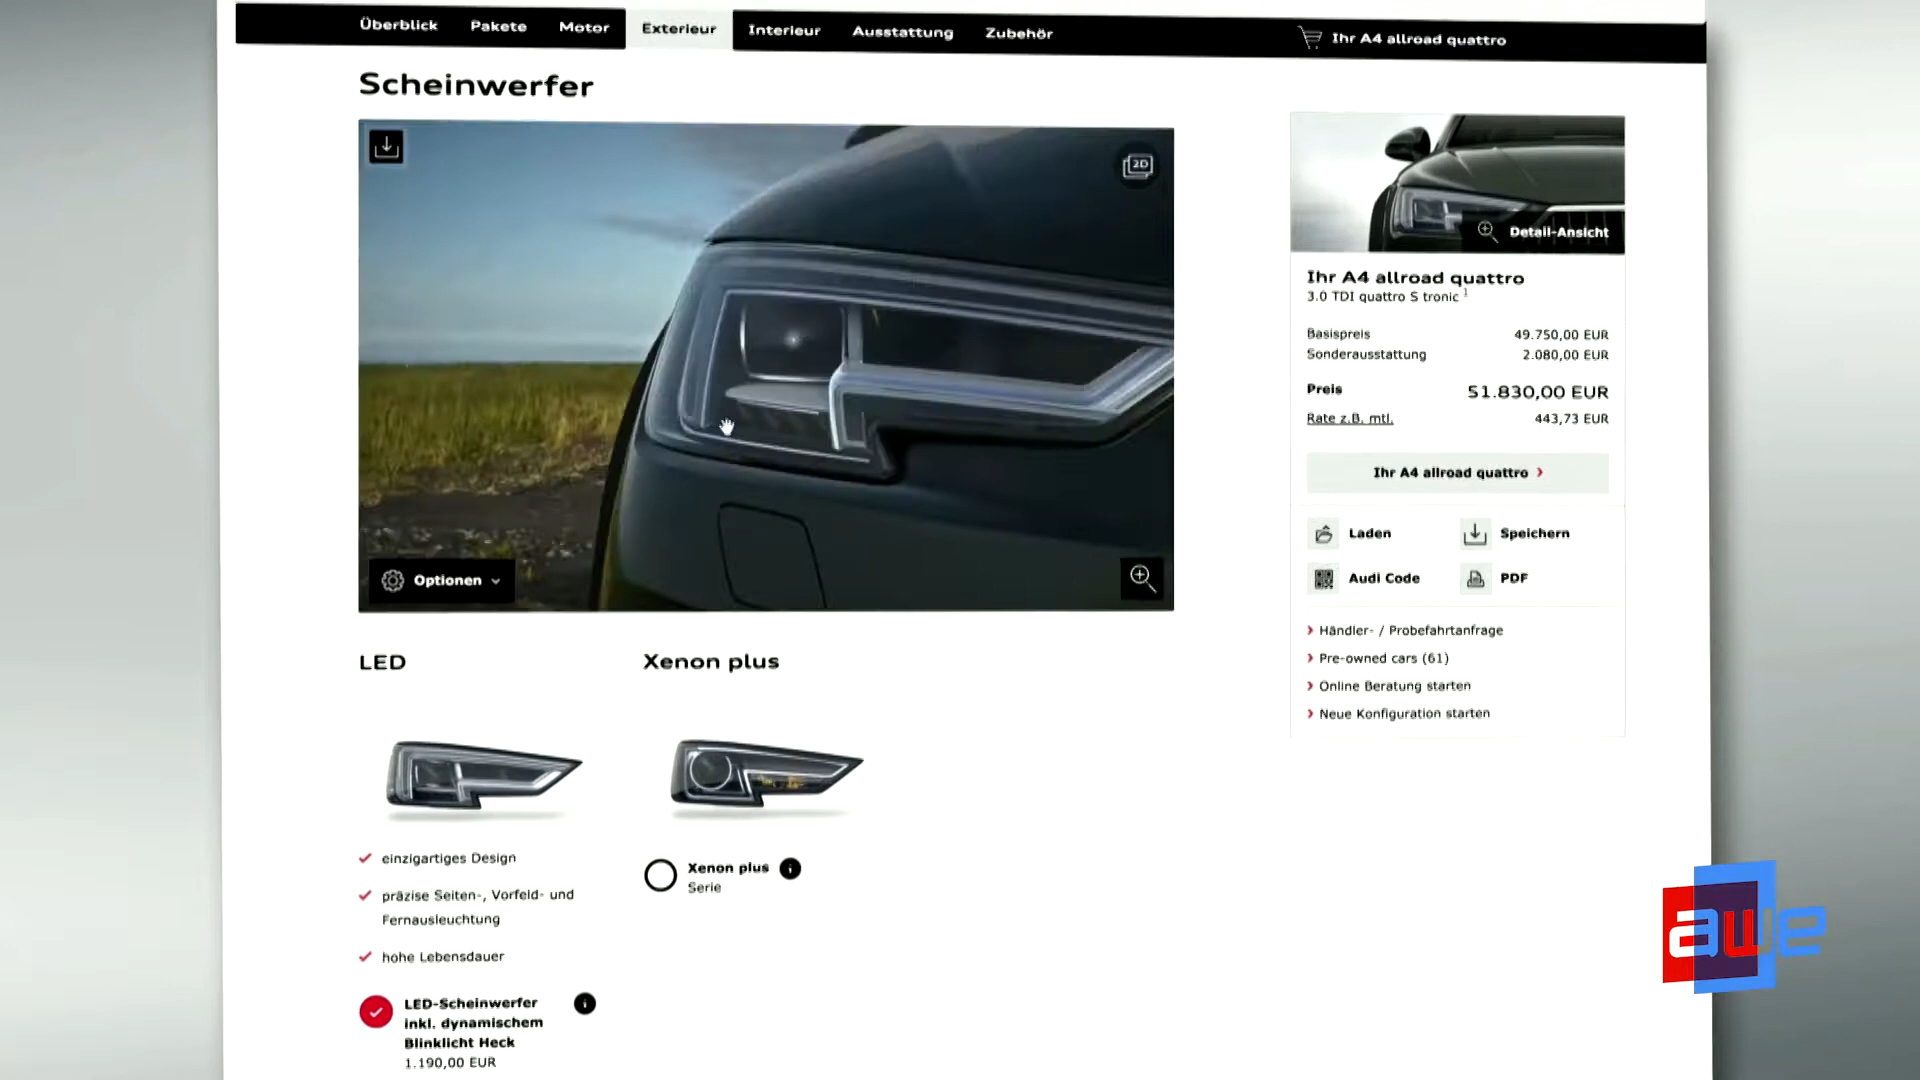 Überblick Pakete Motor Exterieur Interieur Ausstattung Zubehör Ihr A4 allroad quattro
Scheinwerfer
2D
Optionen
Detail-Ansicht
Ihr A4 allroad quattro
3.0 TDI quattro S tronic 1
Basispreis 49.750,00 EUR
Sonderausstattung 2.080,00 EUR
Preis 51.830,00 EUR
Rate z.B. mtl. 443,73 EUR
Ihr A4 allroad quattro
Laden Speichern
Audi Code PDF
Händler- / Probefahrtanfrage
Pre-owned cars (61)
Online Beratung starten
Neue Konfiguration starten
LED
einzigartiges Design
präzise Seiten-, Vorfeld- und
Fernausleuchtung
hohe Lebensdauer
LED-Scheinwerfer
inkl. dynamischem
Blinklicht Heck
1.190,00 EUR
Xenon plus
Xenon plus
Serie
awe